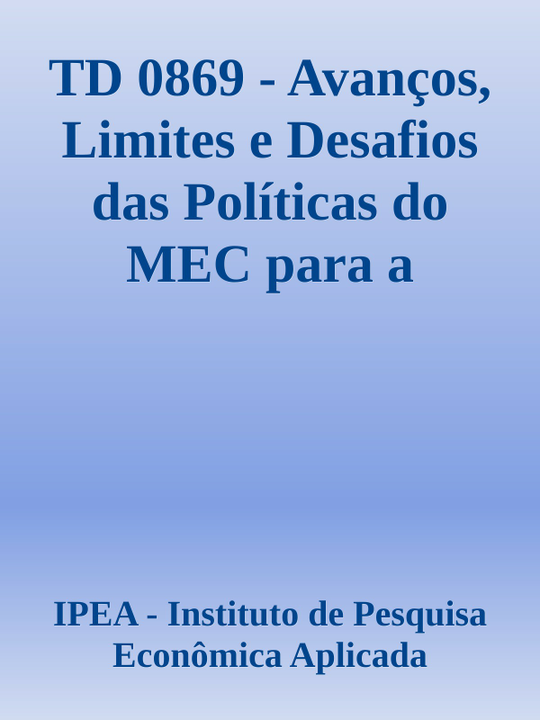 TD 0869 - Avanços,
Limites e Desafios
das Políticas do
MEC para a
IPEA - Instituto de Pesquisa
Econômica Aplicada